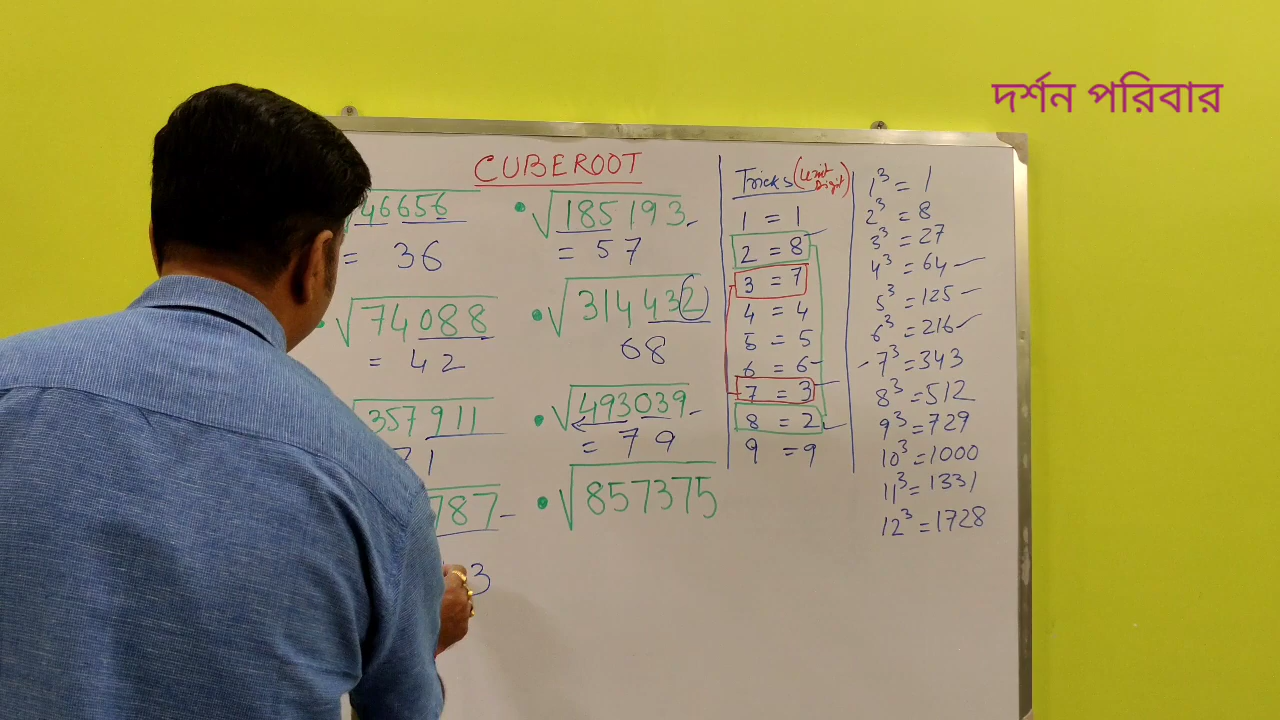 দর্শন পরিবার
CUBEROOT
√46656
= 36
√74088
= 42
357911
71
787
3
• √185193
= 57
• √314432
68
• √493039
= 79
• √857375
Tricks (Unit Digit)
1 = 1
2 = 8
3 = 7
4 = 4
5 = 5
6 = 6
7 = 3
8 = 2
9 = 9
1³ = 1
2³ = 8
3³ = 27
4³ = 64
5³ = 125
6³ = 216
7³ = 343
8³ = 512
9³ = 729
10³ = 1000
11³ = 1331
12³ = 1728